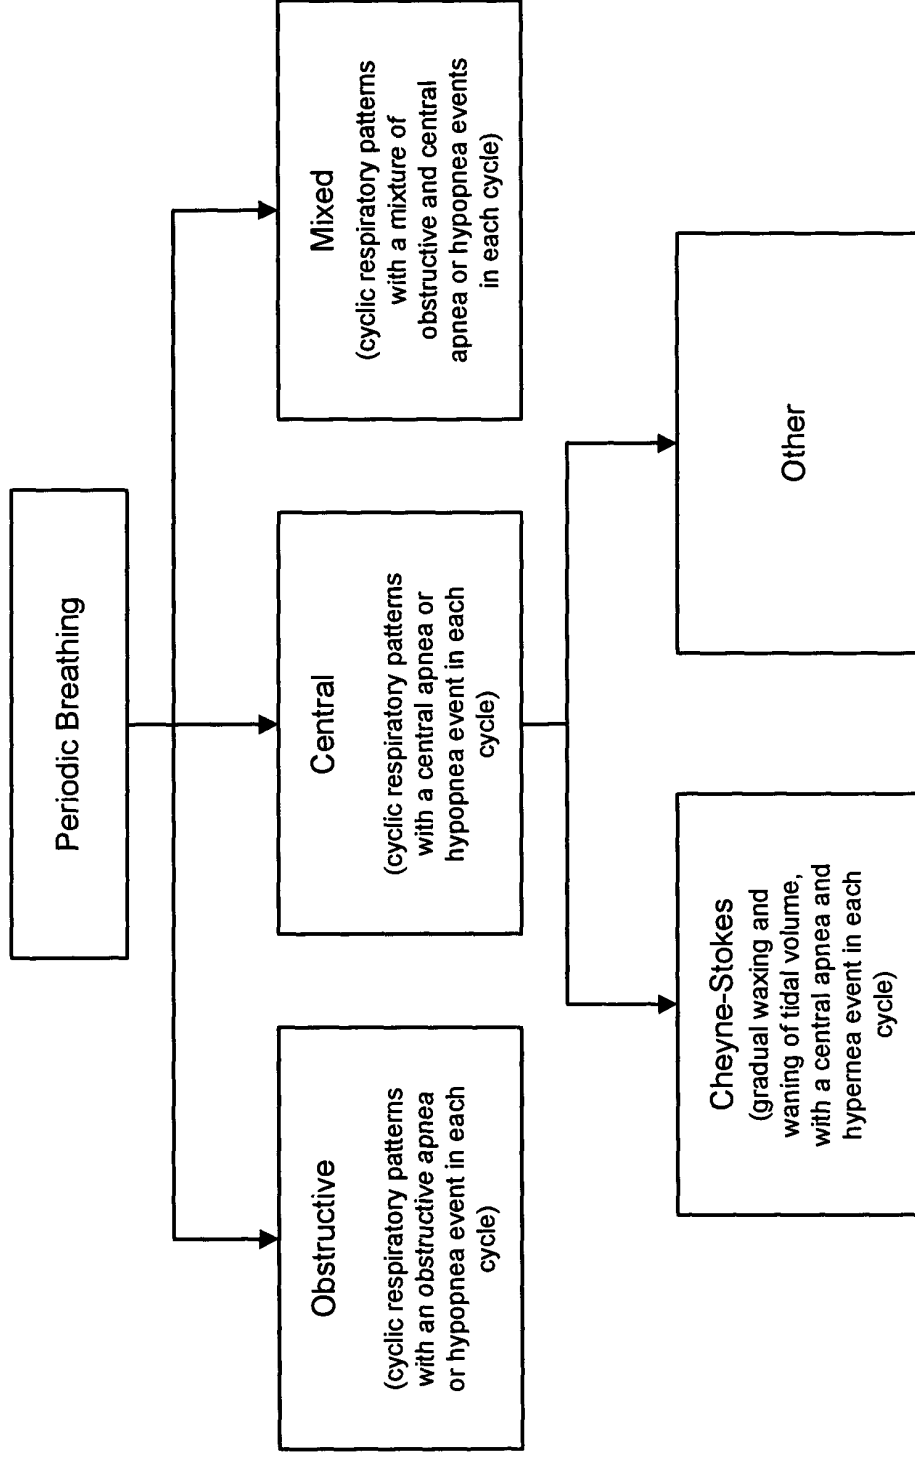 Periodic Breathing
Obstructive
(cyclic respiratory patterns
with an obstructive apnea
or hypopnea event in each
cycle)
Central
(cyclic respiratory patterns
with a central apnea or
hypopnea event in each
cycle)
Mixed
(cyclic respiratory patterns
with a mixture of
obstructive and central
apnea or hypopnea events
in each cycle)
Cheyne-Stokes
(gradual waxing and
waning of tidal volume,
with a central apnea and
hypernea event in each
cycle)
Other